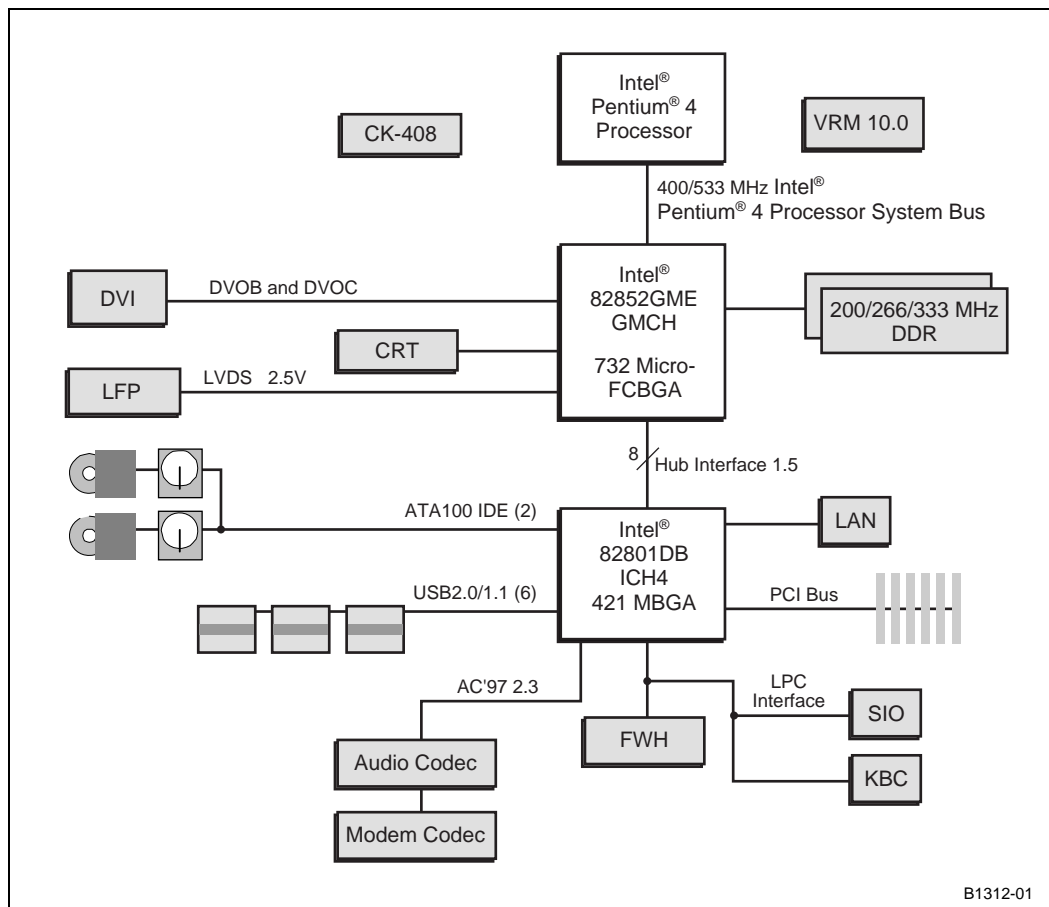 Intel®
Pentium® 4
Processor
CK-408
VRM 10.0
400/533 MHz Intel®
Pentium® 4 Processor System Bus
DVI
DVOB and DVOC
Intel®
82852GME
GMCH
732 Micro-
FCBGA
200/266/333 MHz
DDR
CRT
LFP
LVDS 2.5V
8
Hub Interface 1.5
ATA100 IDE (2)
Intel®
82801DB
ICH4
421 MBGA
LAN
USB2.0/1.1 (6)
PCI Bus
AC'97 2.3
LPC
Interface
SIO
FWH
Audio Codec
KBC
Modem Codec
B1312-01